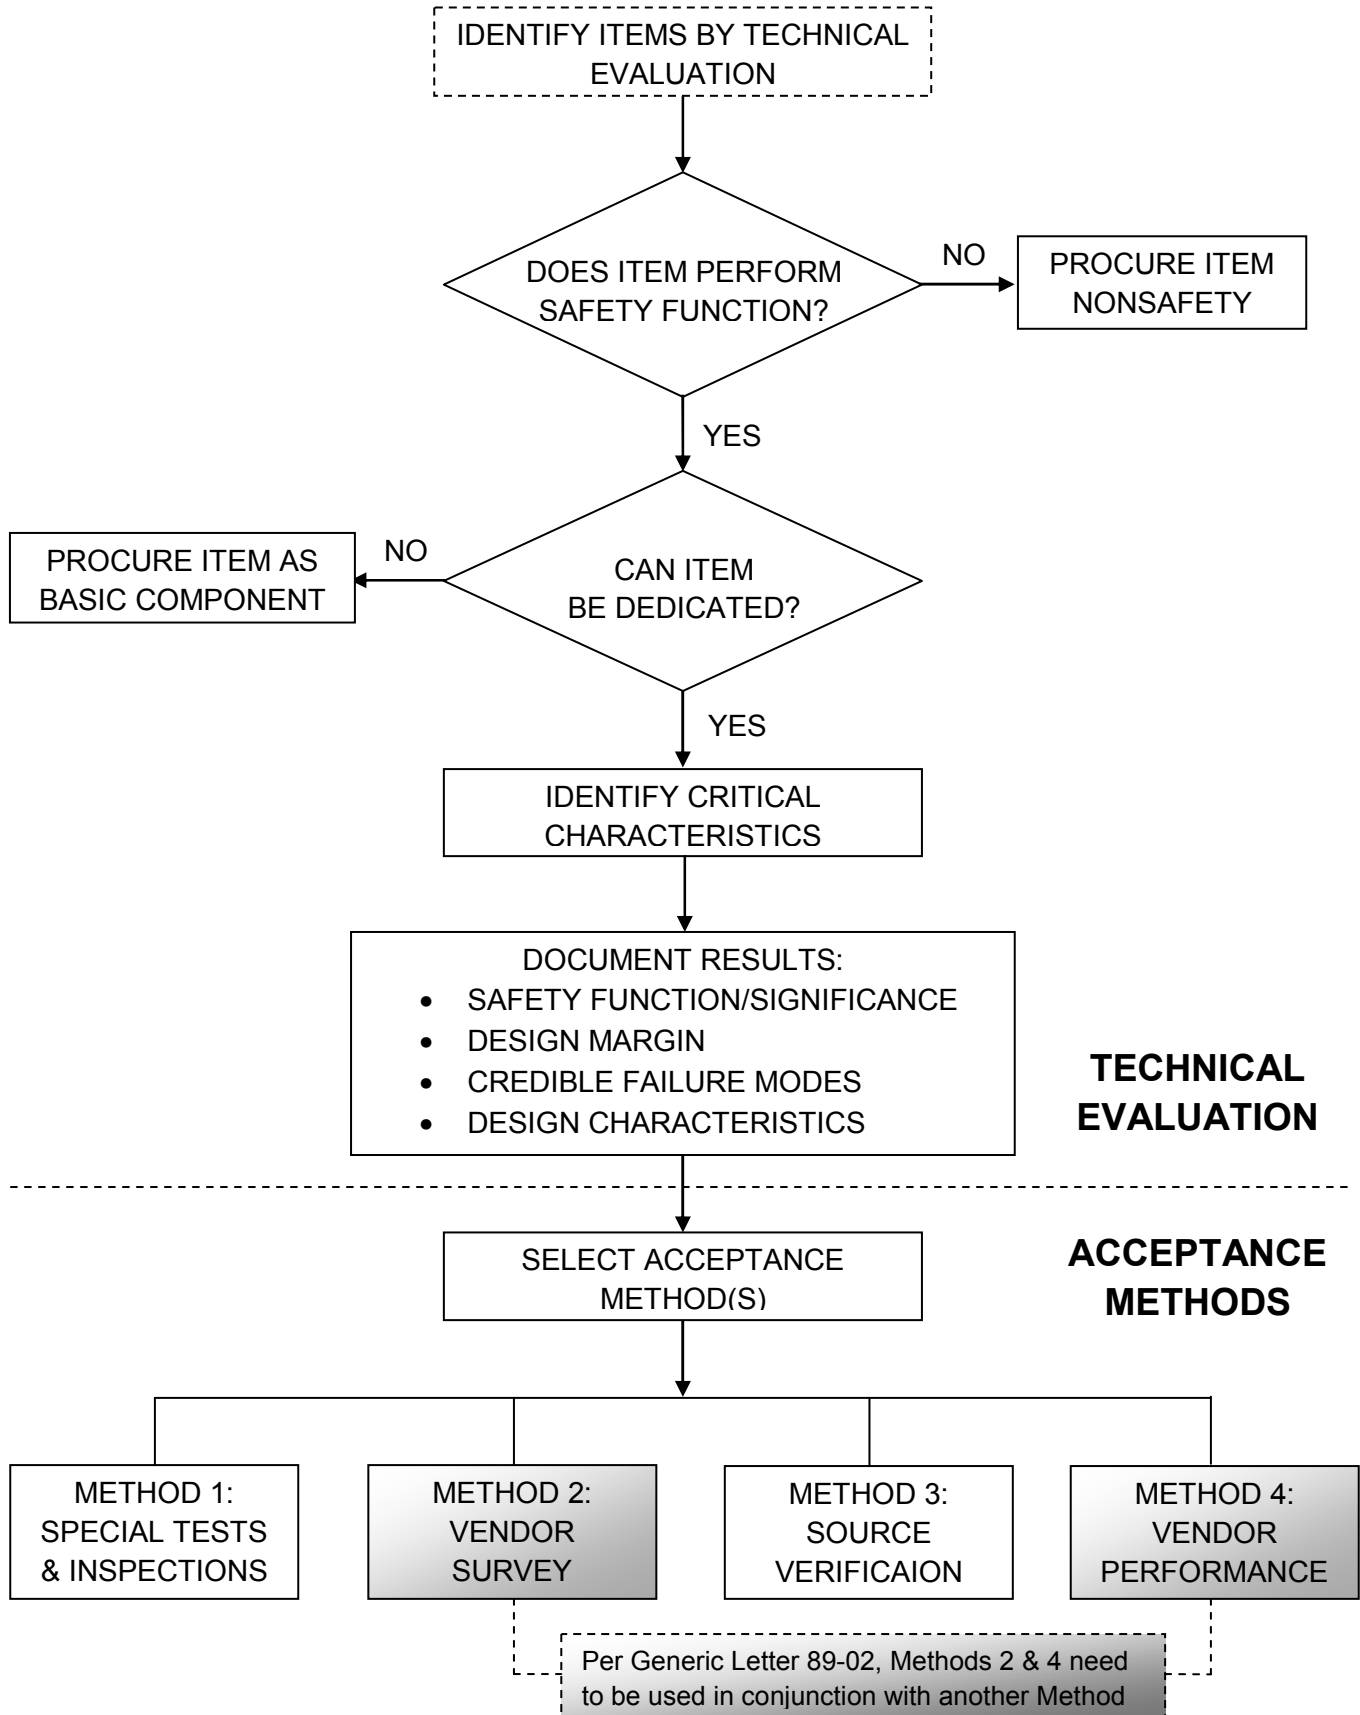 IDENTIFY ITEMS BY TECHNICAL
EVALUATION
DOES ITEM PERFORM
SAFETY FUNCTION?
NO
PROCURE ITEM
NONSAFETY
YES
PROCURE ITEM AS
BASIC COMPONENT
NO
CAN ITEM
BE DEDICATED?
YES
IDENTIFY CRITICAL
CHARACTERISTICS
DOCUMENT RESULTS:
• SAFETY FUNCTION/SIGNIFICANCE
• DESIGN MARGIN
• CREDIBLE FAILURE MODES
• DESIGN CHARACTERISTICS
TECHNICAL
EVALUATION
SELECT ACCEPTANCE
METHOD(S)
ACCEPTANCE
METHODS
METHOD 1:
SPECIAL TESTS
& INSPECTIONS
METHOD 2:
VENDOR
SURVEY
METHOD 3:
SOURCE
VERIFICAION
METHOD 4:
VENDOR
PERFORMANCE
Per Generic Letter 89-02, Methods 2 & 4 need
to be used in conjunction with another Method